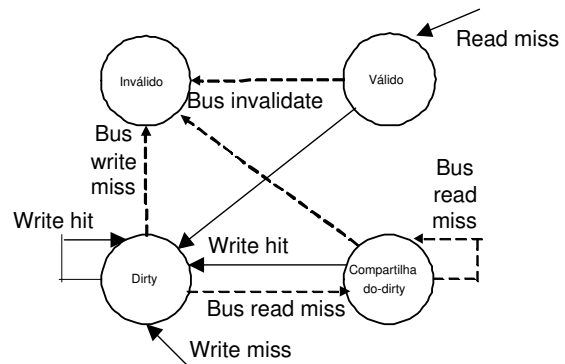 Read miss
Inválido
Válido
Bus invalidate
Bus
write
miss
Bus
read
miss
Write hit
Write hit
Dirty
Compartilha
do-dirty
Bus read miss
Write miss